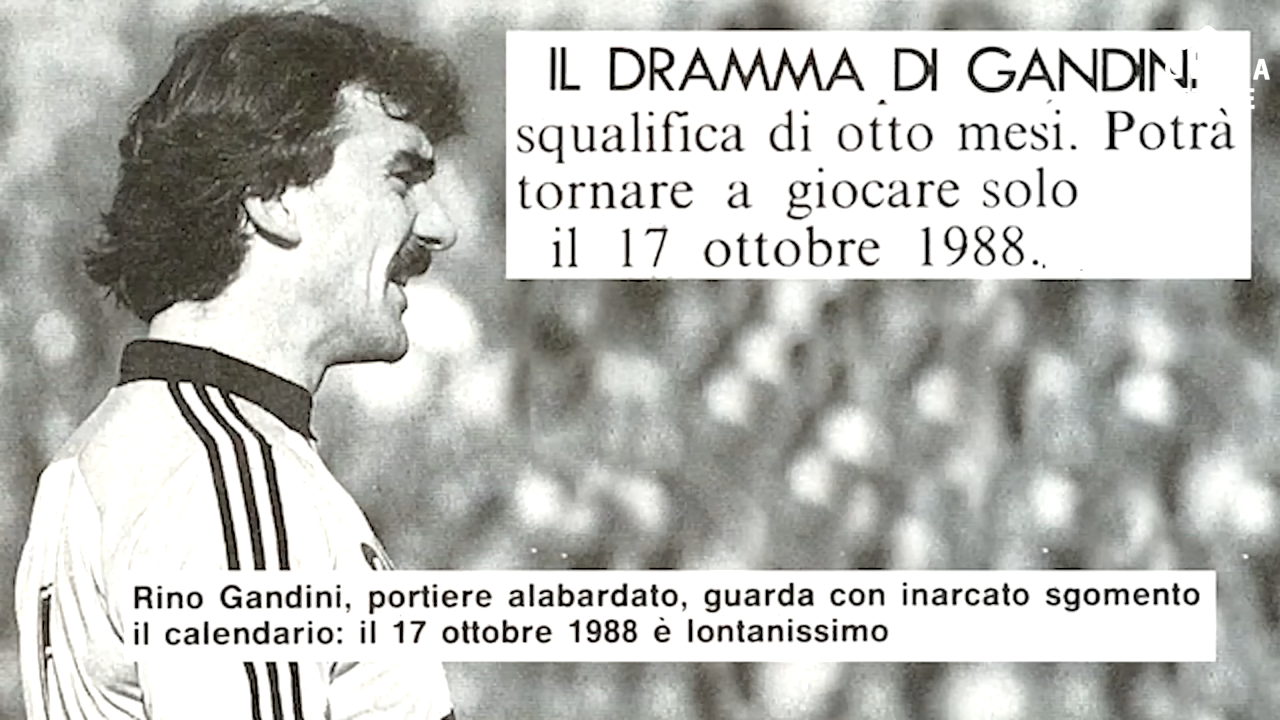 IL DRAMMA DI GANDINI
squalifica di otto mesi. Potrà
tornare a giocare solo
il 17 ottobre 1988.
Rino Gandini, portiere alabardato, guarda con inarcato sgomento
il calendario: il 17 ottobre 1988 è lontanissimo